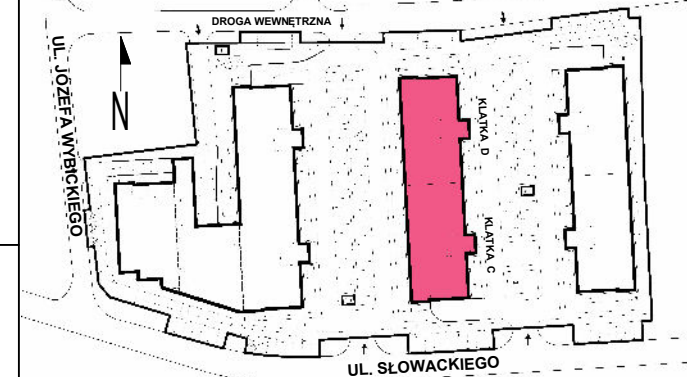 DROGA WEWNĘTRZNA
UL. JÓZEFA WYBICKIEGO
N
KLATKA D
KLATKA C
UL. SŁOWACKIEGO